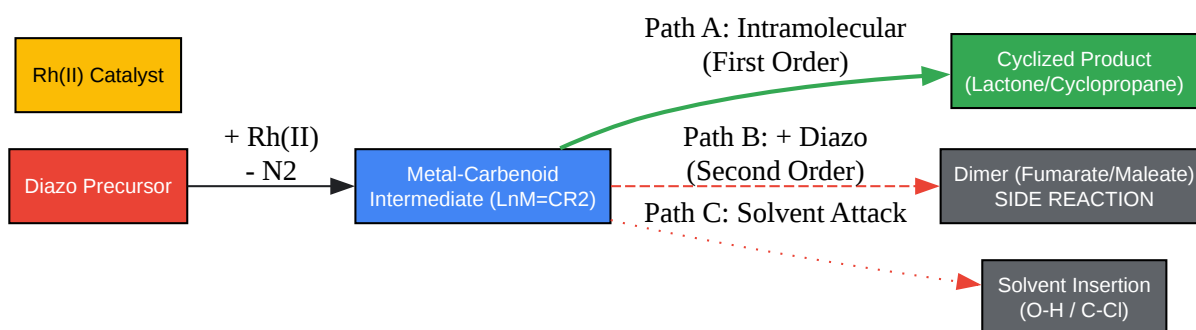 Rh(II) Catalyst
Diazo Precursor
+ Rh(II)
- N2
Metal-Carbenoid
Intermediate (LnM=CR2)
Path A: Intramolecular
(First Order)
Cyclized Product
(Lactone/Cyclopropane)
Path B: + Diazo
(Second Order)
Dimer (Fumarate/Maleate)
SIDE REACTION
Path C: Solvent Attack
Solvent Insertion
(O-H / C-Cl)